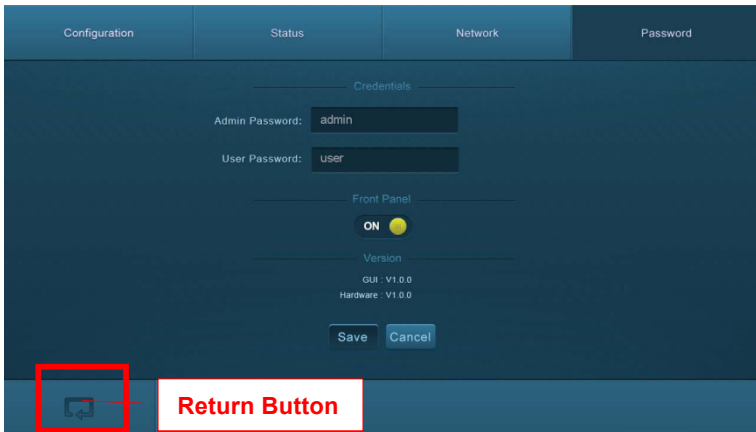 Configuration Status Network Password
Credentials
Admin Password: admin
User Password: user
Front Panel
ON
Version
GUI : V1.0.0
Hardware : V1.0.0
Save Cancel
Return Button